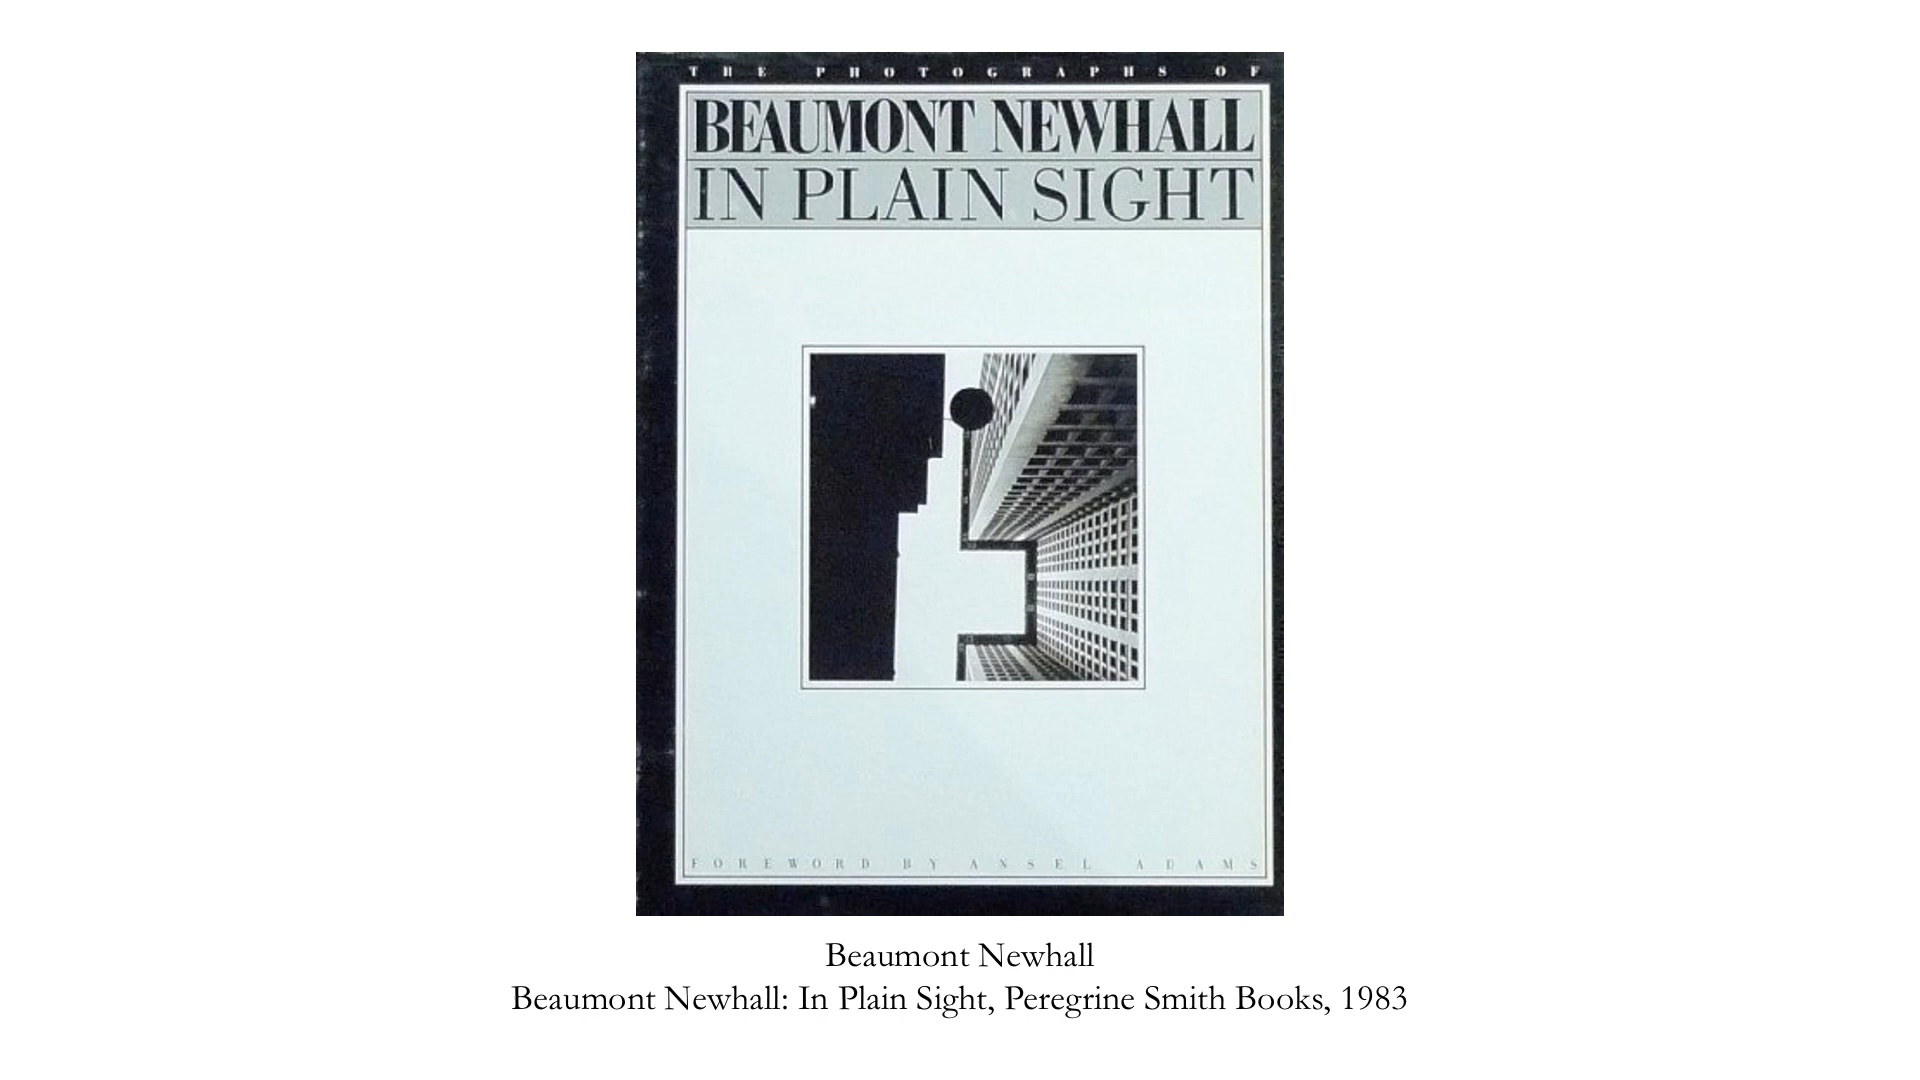 THE PHOTOGRAPHS OF
BEAUMONT NEWHALL
IN PLAIN SIGHT
FOREWORD BY ANSEL ADAMS
Beaumont Newhall
Beaumont Newhall: In Plain Sight, Peregrine Smith Books, 1983